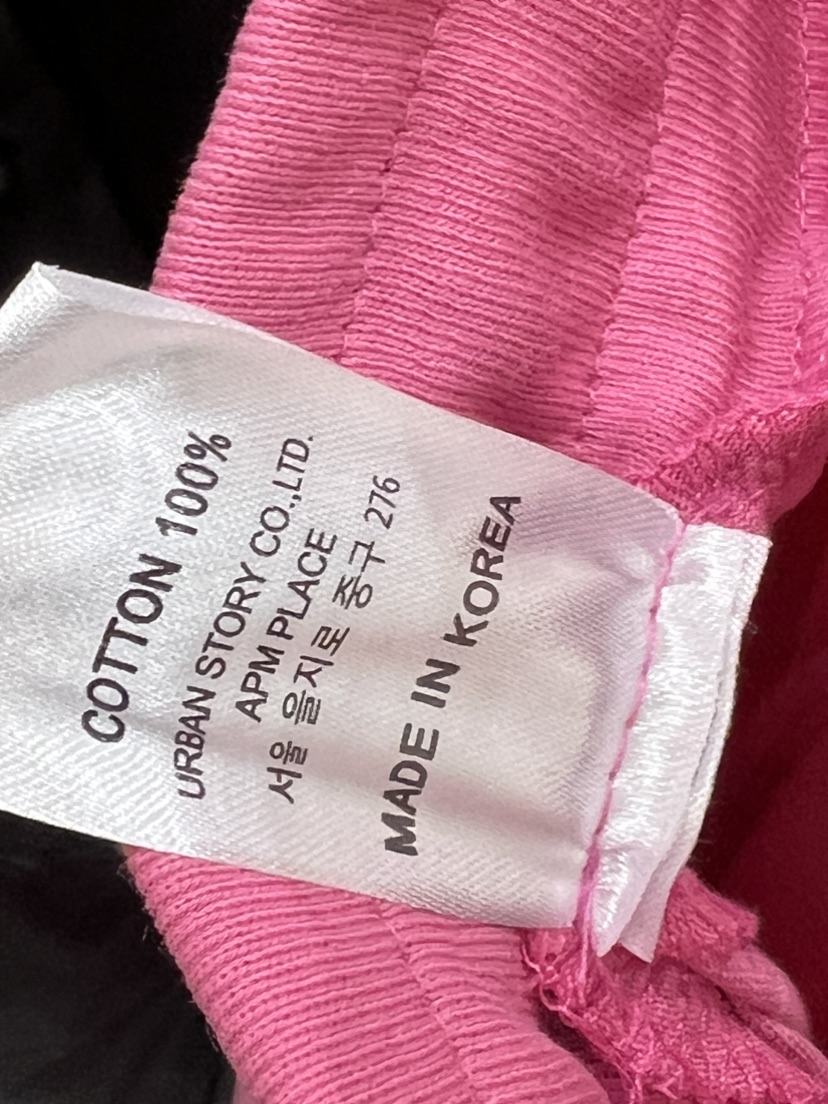 COTTON 100%
URBAN STORY CO.,LTD.
APM PLACE
서울 을지로 중구 276
MADE IN KOREA